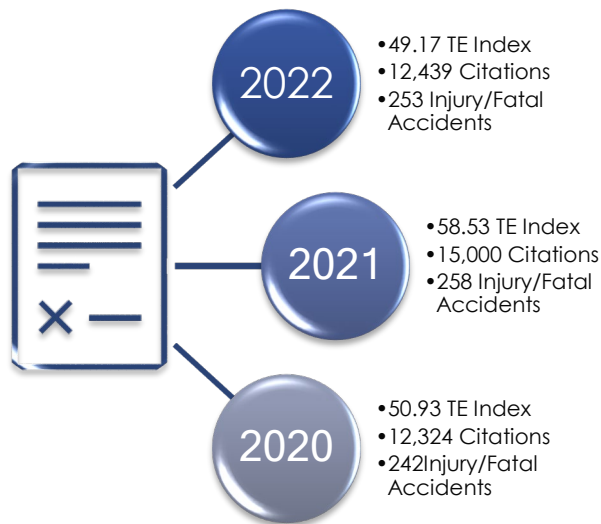 2022
•49.17 TE Index
•12,439 Citations
•253 Injury/Fatal
Accidents
2021
•58.53 TE Index
•15,000 Citations
•258 Injury/Fatal
Accidents
2020
•50.93 TE Index
•12,324 Citations
•242Injury/Fatal
Accidents